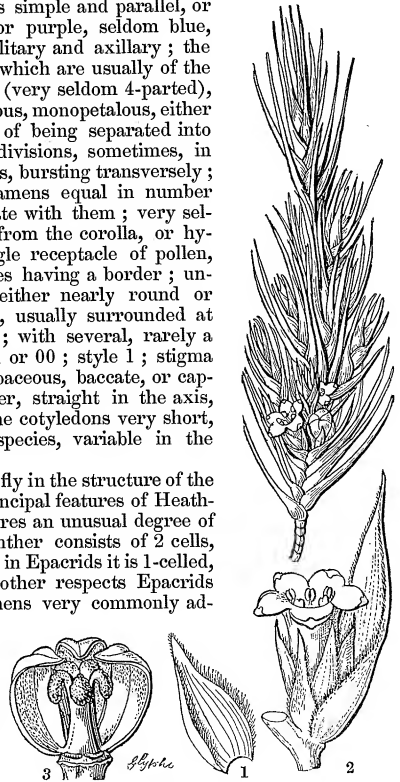 s simple and parallel, or
or purple, seldom blue,
litary and axillary ; the
which are usually of the
(very seldom 4-parted),
ous, monopetalous, either
of being separated into
divisions, sometimes, in
s, bursting transversely ;
amens equal in number
te with them ; very sel-
from the corolla, or hy-
gle receptacle of pollen,
es having a border ; un-
either nearly round or
, usually surrounded at
; with several, rarely a
or 00 ; style 1 ; stigma
paceous, baccate, or cap-
er, straight in the axis,
ne cotyledons very short,
species, variable in the
fly in the structure of the
ncipal features of Heath-
res an unusual degree of
nther consists of 2 cells,
in Epacrids it is 1-celled,
other respects Epacrids
nens very commonly ad-
3
1
2